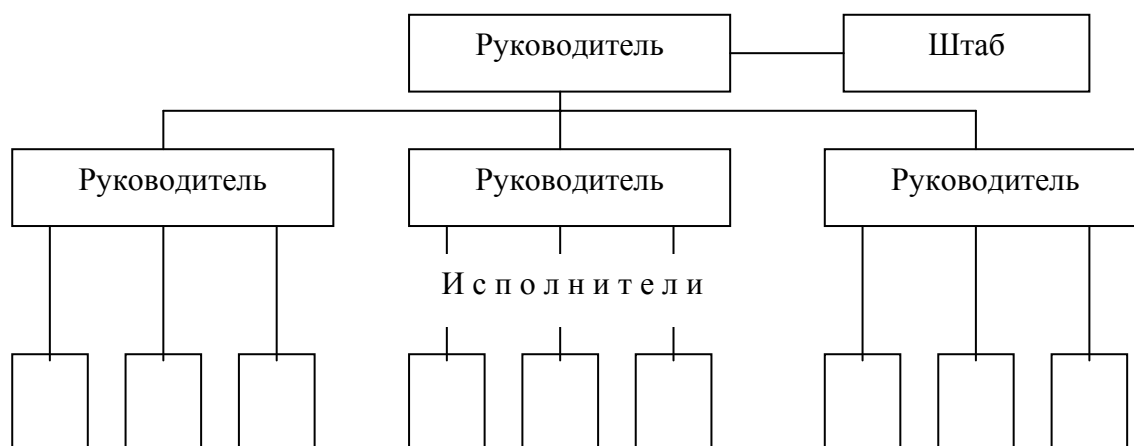 Руководитель Штаб
Руководитель Руководитель Руководитель
И с п о л н и т е л и